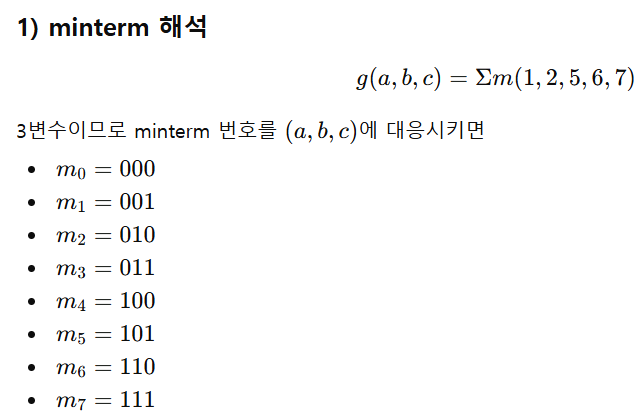 1) minterm 해석
g(a, b, c) = Σm(1, 2, 5, 6, 7)
3변수이므로 minterm 번호를 (a, b, c)에 대응시키면
• m₀ = 000
• m₁ = 001
• m₂ = 010
• m₃ = 011
• m₄ = 100
• m₅ = 101
• m₆ = 110
• m₇ = 111